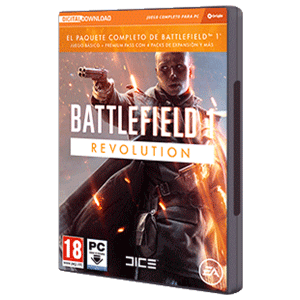 DIGITAL DOWNLOAD
JUEGO COMPLETO PARA PC
origin
EL PAQUETE COMPLETO DE BATTLEFIELD™ 1
JUEGO BÁSICO + PREMIUM PASS CON 4 PACKS DE EXPANSIÓN Y MÁS
BATTLEFIELD 1
REVOLUTION
18
PC
DICE
EA